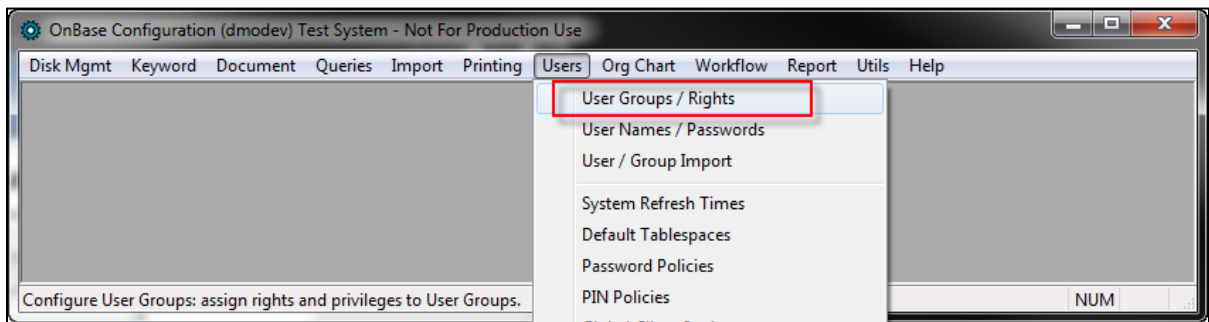 OnBase Configuration (dmodev) Test System - Not For Production Use
Disk Mgmt Keyword Document Queries Import Printing Users Org Chart Workflow Report Utils Help
User Groups / Rights
User Names / Passwords
User / Group Import
System Refresh Times
Default Tablespaces
Password Policies
PIN Policies
Configure User Groups: assign rights and privileges to User Groups.
NUM